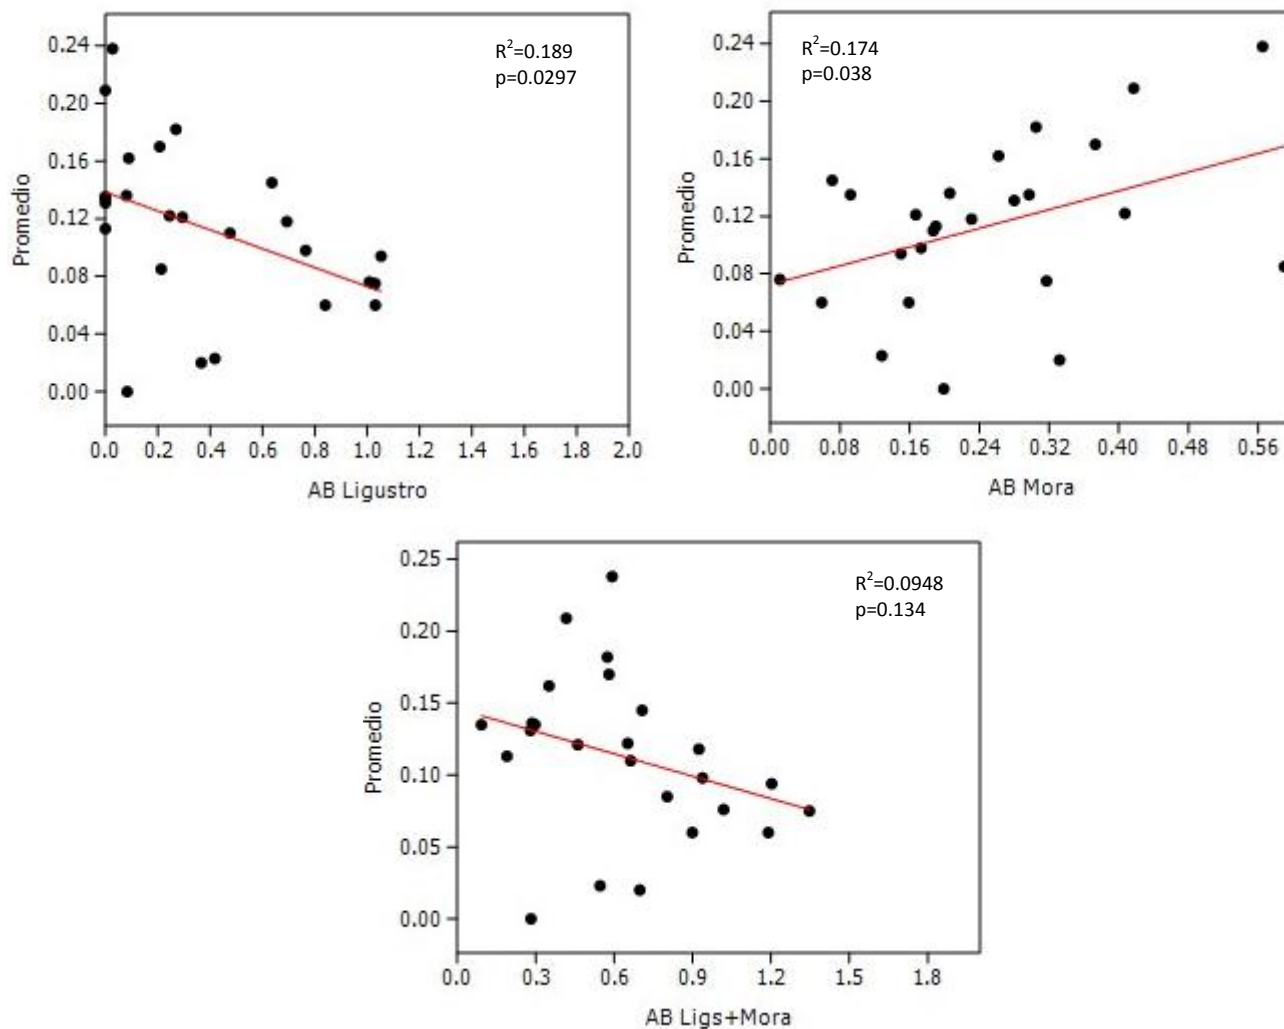 R²=0.189
p=0.0297
0.24
0.20
0.16
0.12
0.08
0.04
0.00
Promedio
0.0 0.2 0.4 0.6 0.8 1.0 1.2 1.4 1.6 1.8 2.0
AB Ligustro
R²=0.174
p=0.038
0.24
0.20
0.16
0.12
0.08
0.04
0.00
Promedio
0.00 0.08 0.16 0.24 0.32 0.40 0.48 0.56
AB Mora
R²=0.0948
p=0.134
0.25
0.20
0.15
0.10
0.05
0.00
Promedio
0.0 0.3 0.6 0.9 1.2 1.5 1.8
AB Ligs+Mora